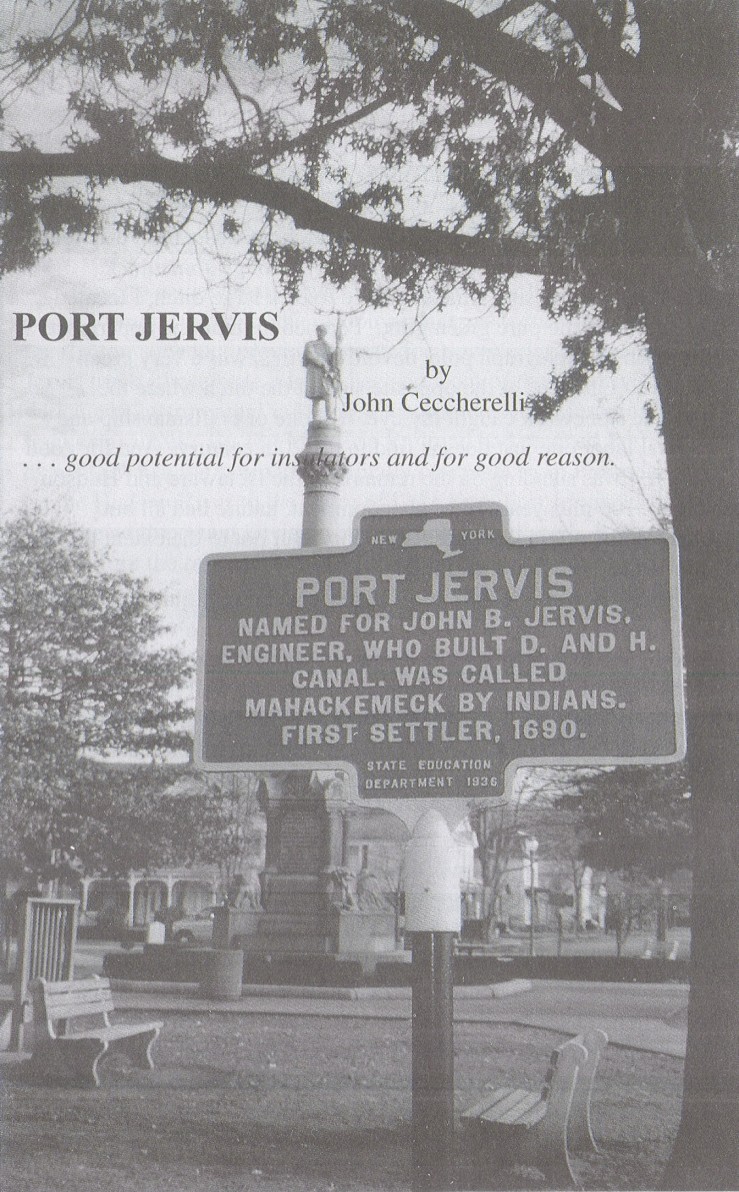 PORT JERVIS
by
John Ceccherelli
. . . good potential for insulators and for good reason.
NEW YORK
PORT JERVIS
NAMED FOR JOHN B. JERVIS,
ENGINEER, WHO BUILT D. AND H.
CANAL. WAS CALLED
MAHACKEMECK BY INDIANS.
FIRST SETTLER, 1690.
STATE EDUCATION
DEPARTMENT 1936